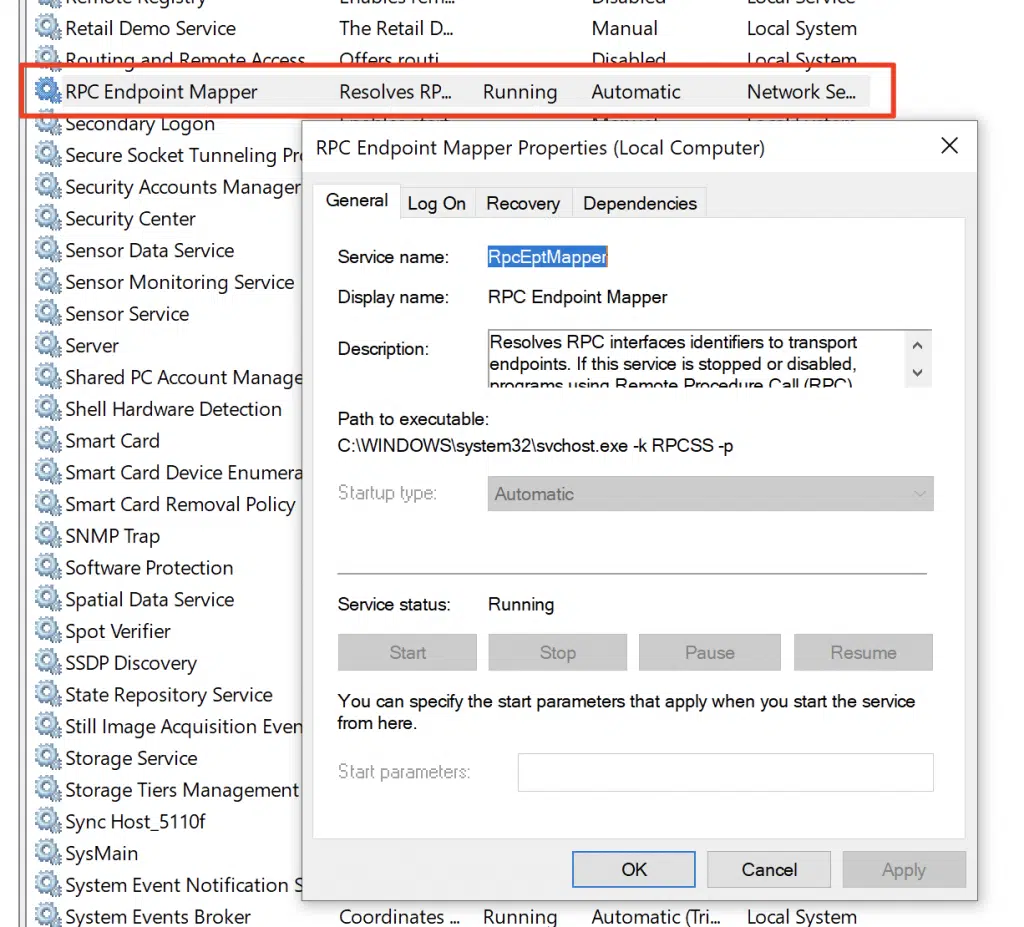 Remote Registry Enables rem... Disabled Local Service
Retail Demo Service The Retail D... Manual Local System
Routing and Remote Access Offers routi... Disabled Local System
RPC Endpoint Mapper Resolves RP... Running Automatic Network Se...
Secondary Logon Enables start... Manual Local System
RPC Endpoint Mapper Properties (Local Computer)
General Log On Recovery Dependencies
Service name: RpcEptMapper
Display name: RPC Endpoint Mapper
Description: Resolves RPC interfaces identifiers to transport
endpoints. If this service is stopped or disabled,
programs using Remote Procedure Call (RPC)
Path to executable:
C:\WINDOWS\system32\svchost.exe -k RPCSS -p
Startup type: Automatic
Service status: Running
Start Stop Pause Resume
You can specify the start parameters that apply when you start the service
from here.
Start parameters:
OK Cancel Apply
Secure Socket Tunneling Pr
Security Accounts Manager
Security Center
Sensor Data Service
Sensor Monitoring Service
Sensor Service
Server
Shared PC Account Manage
Shell Hardware Detection
Smart Card
Smart Card Device Enumera
Smart Card Removal Policy
SNMP Trap
Software Protection
Spatial Data Service
Spot Verifier
SSDP Discovery
State Repository Service
Still Image Acquisition Even
Storage Service
Storage Tiers Management
Sync Host_5110f
SysMain
System Event Notification S
System Events Broker Coordinates ... Running Automatic (Tri... Local System